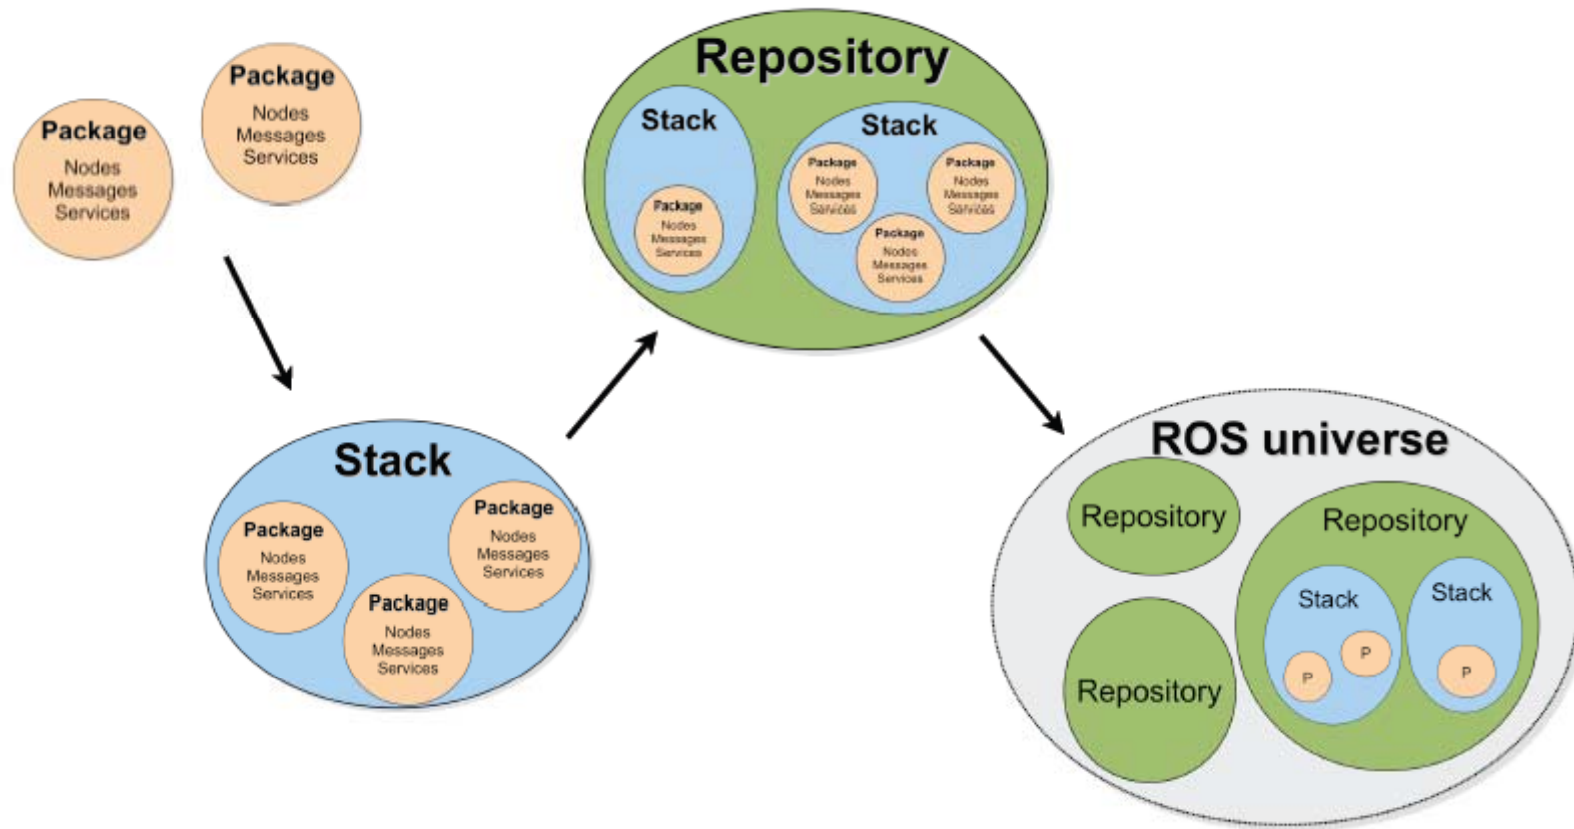 Package
Nodes
Messages
Services
Package
Nodes
Messages
Services
Stack
Package
Nodes
Messages
Services
Package
Nodes
Messages
Services
Package
Nodes
Messages
Services
Repository
Stack
Package
Nodes
Messages
Services
Stack
Package
Nodes
Messages
Services
Package
Nodes
Messages
Services
Package
Nodes
Messages
Services
ROS universe
Repository
Repository
Repository
Stack
P
P
Stack
P